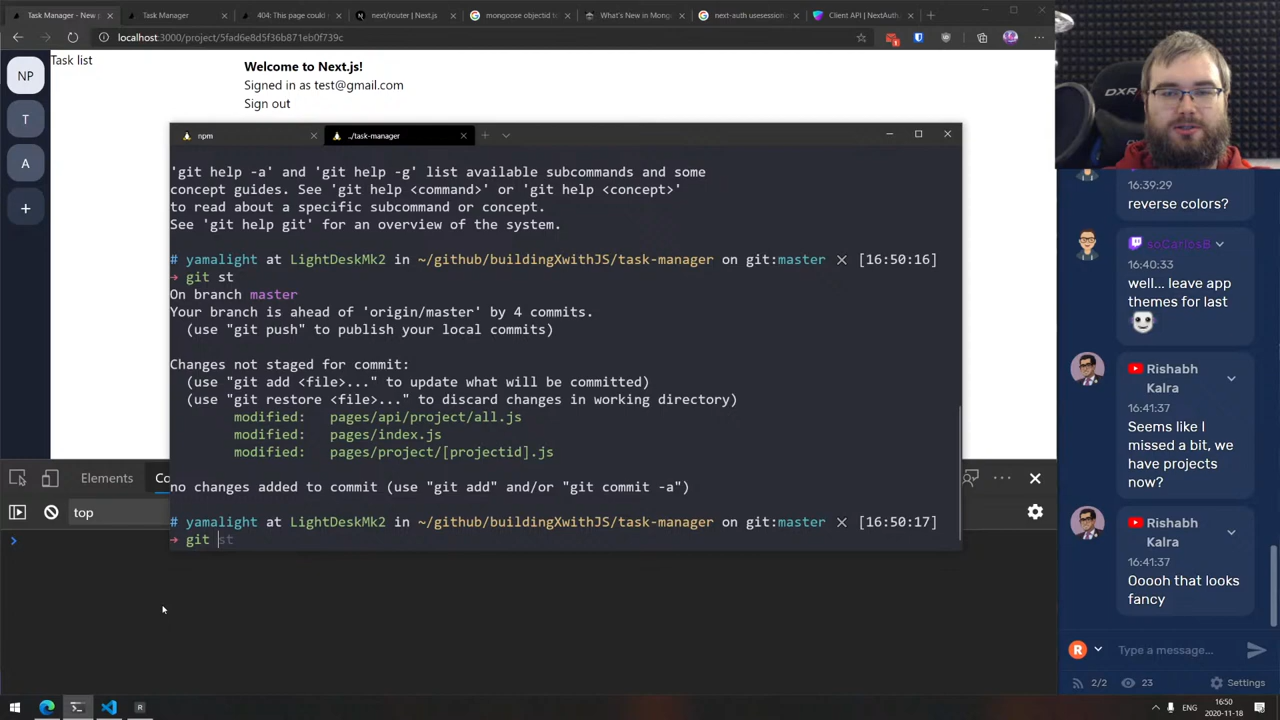 Task Manager - New
Task Manager
404: This page could
next/router | Next.js
mongoose objectid t
What's New in Mong
next-auth usesession
Client API | NextAuth
localhost:3000/project/5fad6e8d5f36b871eb0f739c
Task list
NP
T
A
+
Welcome to Next.js!
Signed in as test@gmail.com
Sign out
npm
../task-manager
'git help -a' and 'git help -g' list available subcommands and some
concept guides. See 'git help <command>' or 'git help <concept>'
to read about a specific subcommand or concept.
See 'git help git' for an overview of the system.
# yamalight at LightDeskMk2 in ~/github/buildingXwithJS/task-manager on git:master ✕ [16:50:16]
→ git st
On branch master
Your branch is ahead of 'origin/master' by 4 commits.
(use "git push" to publish your local commits)
Changes not staged for commit:
(use "git add <file>..." to update what will be committed)
(use "git restore <file>..." to discard changes in working directory)
modified: pages/api/project/all.js
modified: pages/index.js
modified: pages/project/[projectid].js
no changes added to commit (use "git add" and/or "git commit -a")
# yamalight at LightDeskMk2 in ~/github/buildingXwithJS/task-manager on git:master ✕ [16:50:17]
→ git st
Elements
Co
top
DXR
16:39:29
reverse colors?
soCarlosB
16:40:33
well... leave app
themes for last
Rishabh
Kalra
16:41:37
Seems like I
missed a bit, we
have projects
now?
Rishabh
Kalra
16:41:37
Ooooh that looks
fancy
R
Type a message...
2/2
23
Settings
ENG
16:50
2020-11-18